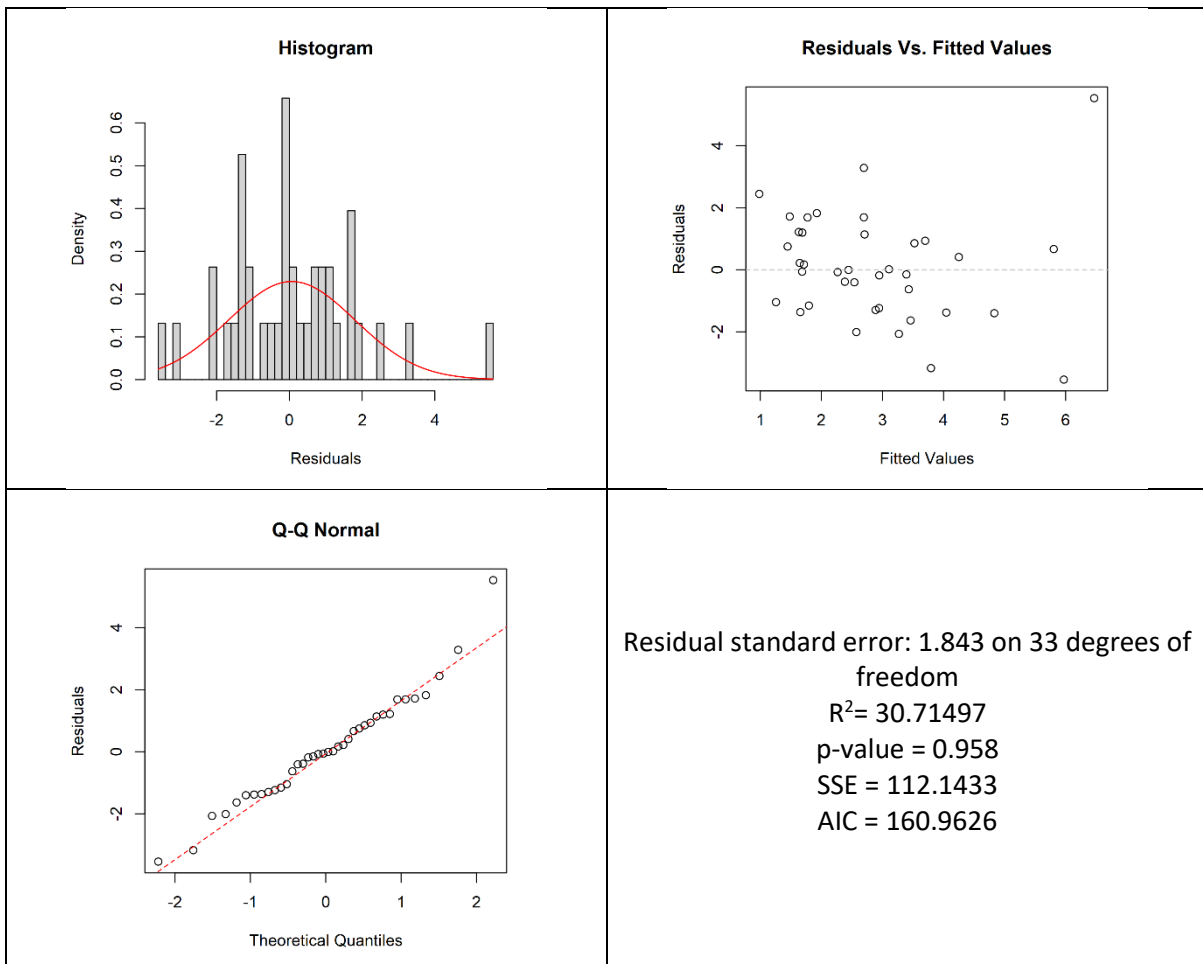 Histogram
0.6
0.5
0.4
0.3
0.2
0.1
0.0
Density
-2 0 2 4
Residuals
Residuals Vs. Fitted Values
4
2
0
-2
Residuals
1 2 3 4 5 6
Fitted Values
Q-Q Normal
4
2
0
-2
Residuals
-2 -1 0 1 2
Theoretical Quantiles
Residual standard error: 1.843 on 33 degrees of
freedom
R²= 30.71497
p-value = 0.958
SSE = 112.1433
AIC = 160.9626